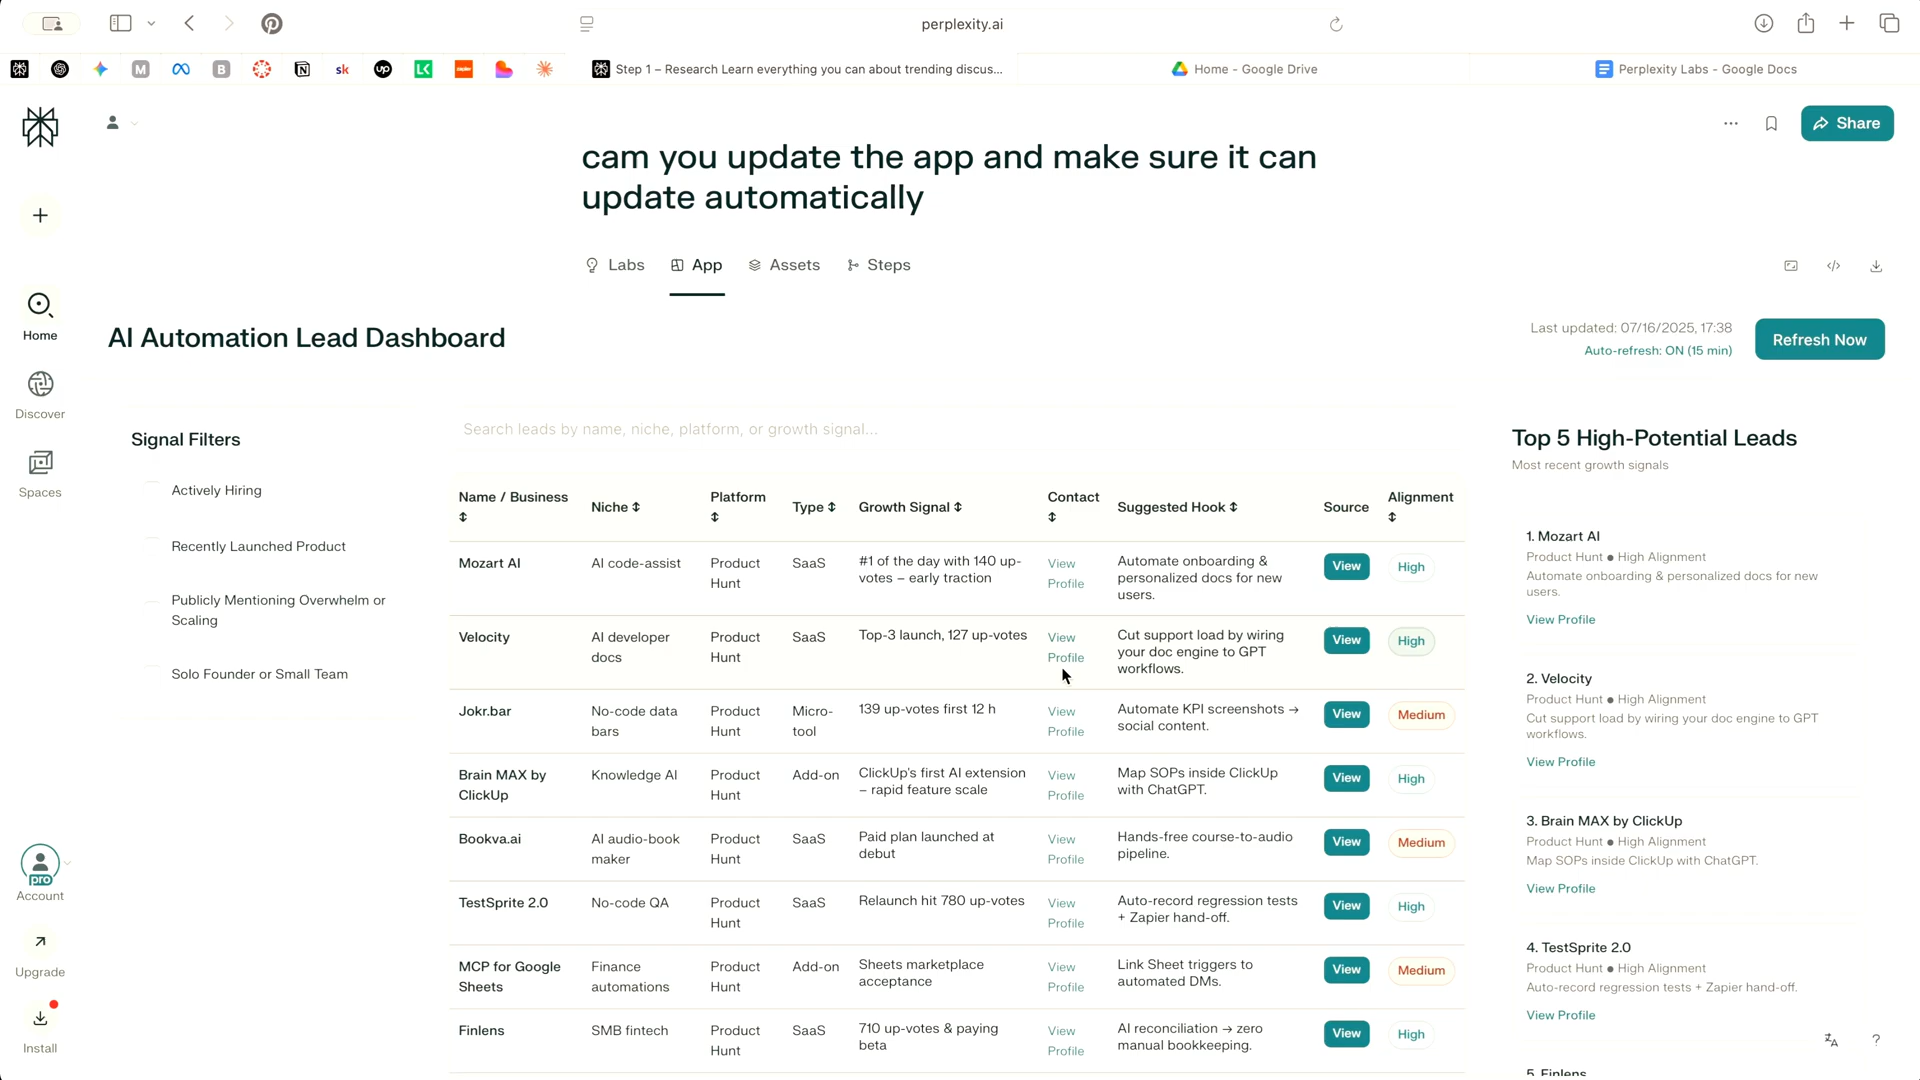 perplexity.ai
M
B
sk
up
Step 1 – Research Learn everything you can about trending discus...
Home - Google Drive
Perplexity Labs - Google Docs
Share
cam you update the app and make sure it can
update automatically
Labs
App
Assets
Steps
AI Automation Lead Dashboard
Last updated: 07/16/2025, 17:38
Auto-refresh: ON (15 min)
Refresh Now
Home
Discover
Spaces
pro
Account
Upgrade
Install
Signal Filters
Actively Hiring
Recently Launched Product
Publicly Mentioning Overwhelm or
Scaling
Solo Founder or Small Team
Search leads by name, niche, platform, or growth signal...
Name / Business ⇕
Niche ⇕
Platform ⇕
Type ⇕
Growth Signal ⇕
Contact ⇕
Suggested Hook ⇕
Source
Alignment ⇕
Mozart AI
AI code-assist
Product
Hunt
SaaS
#1 of the day with 140 up-
votes – early traction
View
Profile
Automate onboarding &
personalized docs for new
users.
View
High
Velocity
AI developer
docs
Product
Hunt
SaaS
Top-3 launch, 127 up-votes
View
Profile
Cut support load by wiring
your doc engine to GPT
workflows.
View
High
Jokr.bar
No-code data
bars
Product
Hunt
Micro-
tool
139 up-votes first 12 h
View
Profile
Automate KPI screenshots →
social content.
View
Medium
Brain MAX by
ClickUp
Knowledge AI
Product
Hunt
Add-on
ClickUp's first AI extension
– rapid feature scale
View
Profile
Map SOPs inside ClickUp
with ChatGPT.
View
High
Bookva.ai
AI audio-book
maker
Product
Hunt
SaaS
Paid plan launched at
debut
View
Profile
Hands-free course-to-audio
pipeline.
View
Medium
TestSprite 2.0
No-code QA
Product
Hunt
SaaS
Relaunch hit 780 up-votes
View
Profile
Auto-record regression tests
+ Zapier hand-off.
View
High
MCP for Google
Sheets
Finance
automations
Product
Hunt
Add-on
Sheets marketplace
acceptance
View
Profile
Link Sheet triggers to
automated DMs.
View
Medium
Finlens
SMB fintech
Product
Hunt
SaaS
710 up-votes & paying
beta
View
Profile
AI reconciliation → zero
manual bookkeeping.
View
High
Top 5 High-Potential Leads
Most recent growth signals
1. Mozart AI
Product Hunt ● High Alignment
Automate onboarding & personalized docs for new
users.
View Profile
2. Velocity
Product Hunt ● High Alignment
Cut support load by wiring your doc engine to GPT
workflows.
View Profile
3. Brain MAX by ClickUp
Product Hunt ● High Alignment
Map SOPs inside ClickUp with ChatGPT.
View Profile
4. TestSprite 2.0
Product Hunt ● High Alignment
Auto-record regression tests + Zapier hand-off.
View Profile
5. Finlens